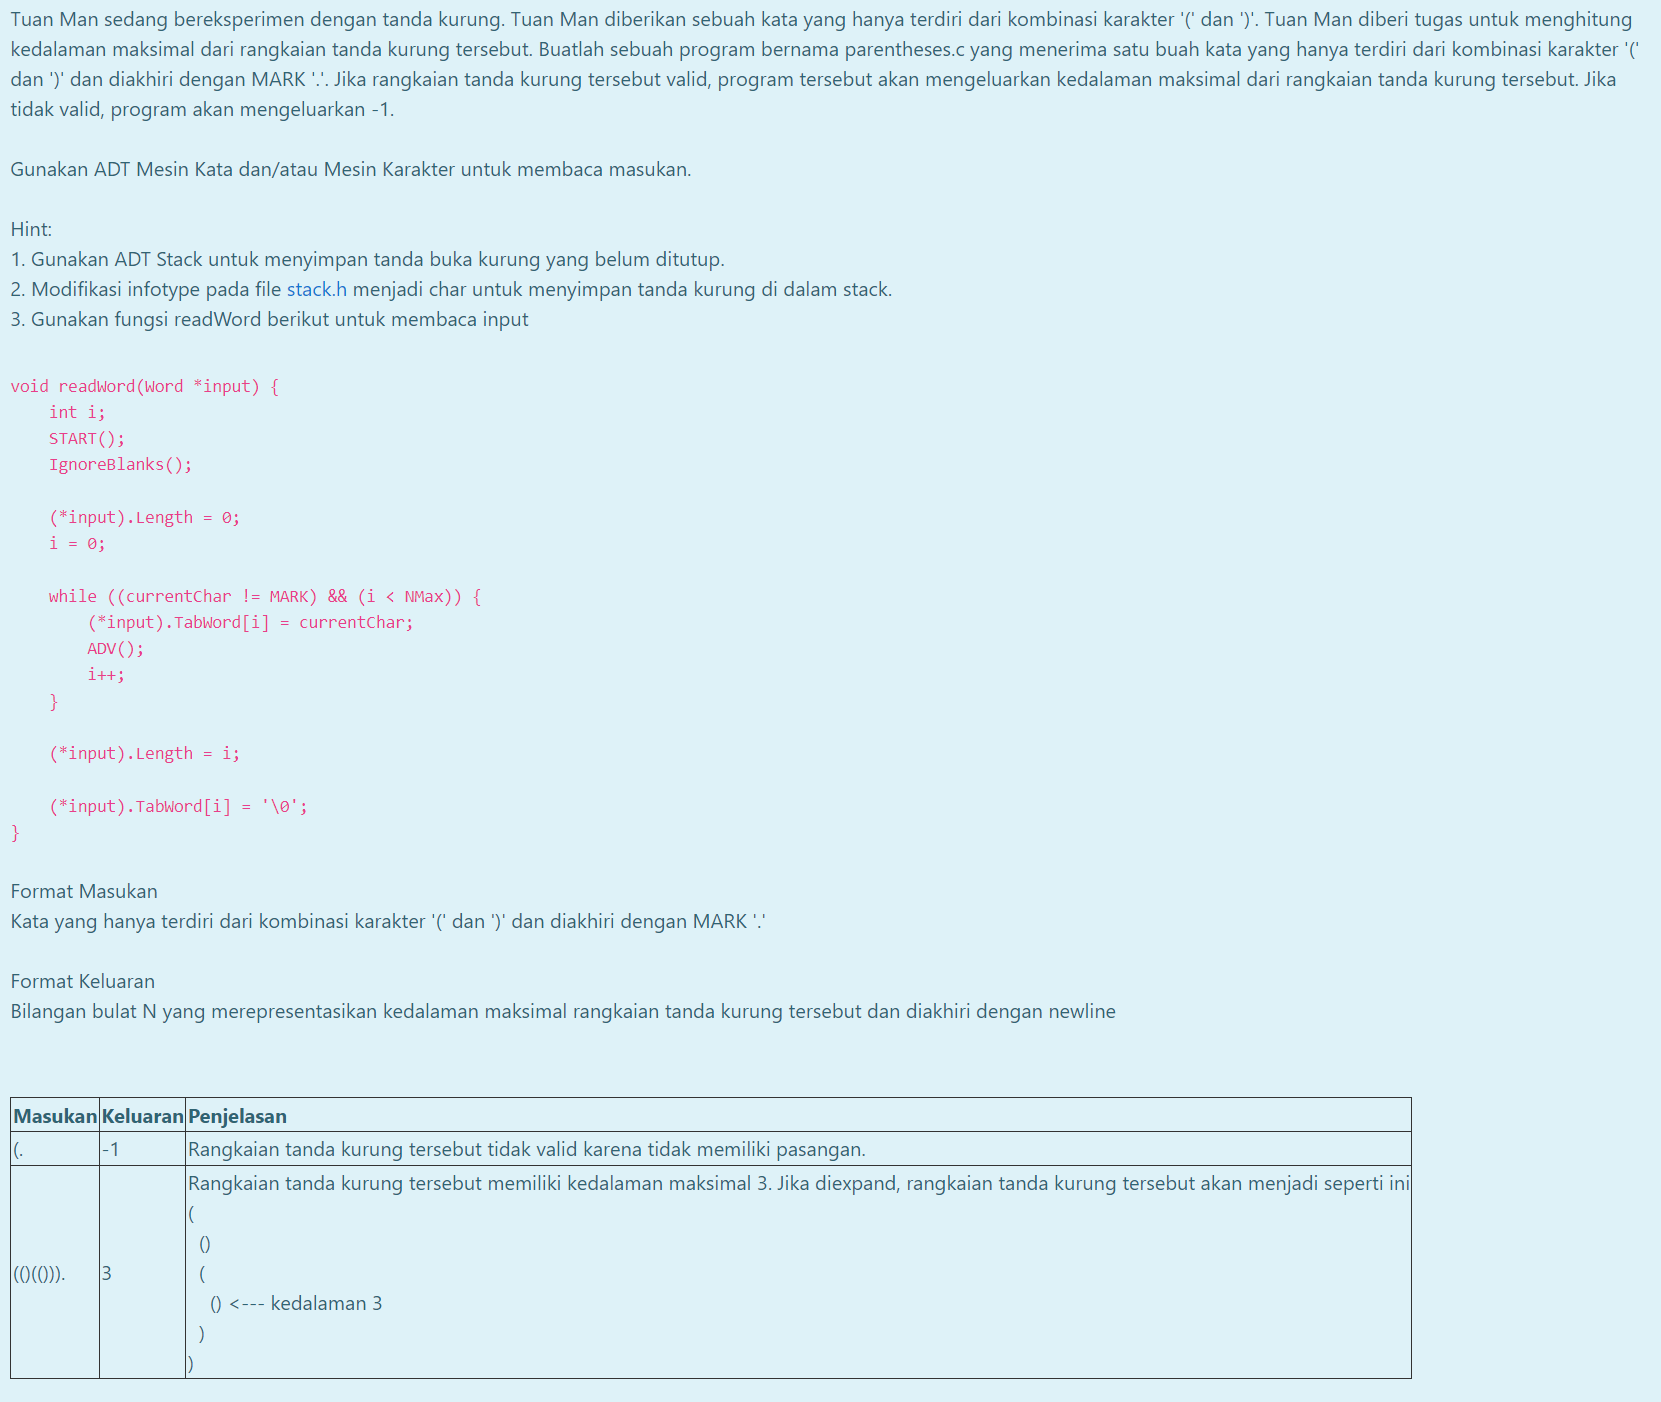 Tuan Man sedang bereksperimen dengan tanda kurung. Tuan Man diberikan sebuah kata yang hanya terdiri dari kombinasi karakter '(' dan ')'. Tuan Man diberi tugas untuk menghitung
kedalaman maksimal dari rangkaian tanda kurung tersebut. Buatlah sebuah program bernama parentheses.c yang menerima satu buah kata yang hanya terdiri dari kombinasi karakter '('
dan ')' dan diakhiri dengan MARK '.'. Jika rangkaian tanda kurung tersebut valid, program tersebut akan mengeluarkan kedalaman maksimal dari rangkaian tanda kurung tersebut. Jika
tidak valid, program akan mengeluarkan -1.
Gunakan ADT Mesin Kata dan/atau Mesin Karakter untuk membaca masukan.
Hint:
1. Gunakan ADT Stack untuk menyimpan tanda buka kurung yang belum ditutup.
2. Modifikasi infotype pada file stack.h menjadi char untuk menyimpan tanda kurung di dalam stack.
3. Gunakan fungsi readWord berikut untuk membaca input
void readWord(Word *input) {
    int i;
    START();
    IgnoreBlanks();
    (*input).Length = 0;
    i = 0;
    while ((currentChar != MARK) && (i < NMax)) {
        (*input).TabWord[i] = currentChar;
        ADV();
        i++;
    }
    (*input).Length = i;
    (*input).TabWord[i] = '\0';
}
Format Masukan
Kata yang hanya terdiri dari kombinasi karakter '(' dan ')' dan diakhiri dengan MARK '.'
Format Keluaran
Bilangan bulat N yang merepresentasikan kedalaman maksimal rangkaian tanda kurung tersebut dan diakhiri dengan newline
Masukan Keluaran Penjelasan
(. -1 Rangkaian tanda kurung tersebut tidak valid karena tidak memiliki pasangan.
(()(())). 3 Rangkaian tanda kurung tersebut memiliki kedalaman maksimal 3. Jika diexpand, rangkaian tanda kurung tersebut akan menjadi seperti ini
(
  ()
  (
    () <--- kedalaman 3
  )
)